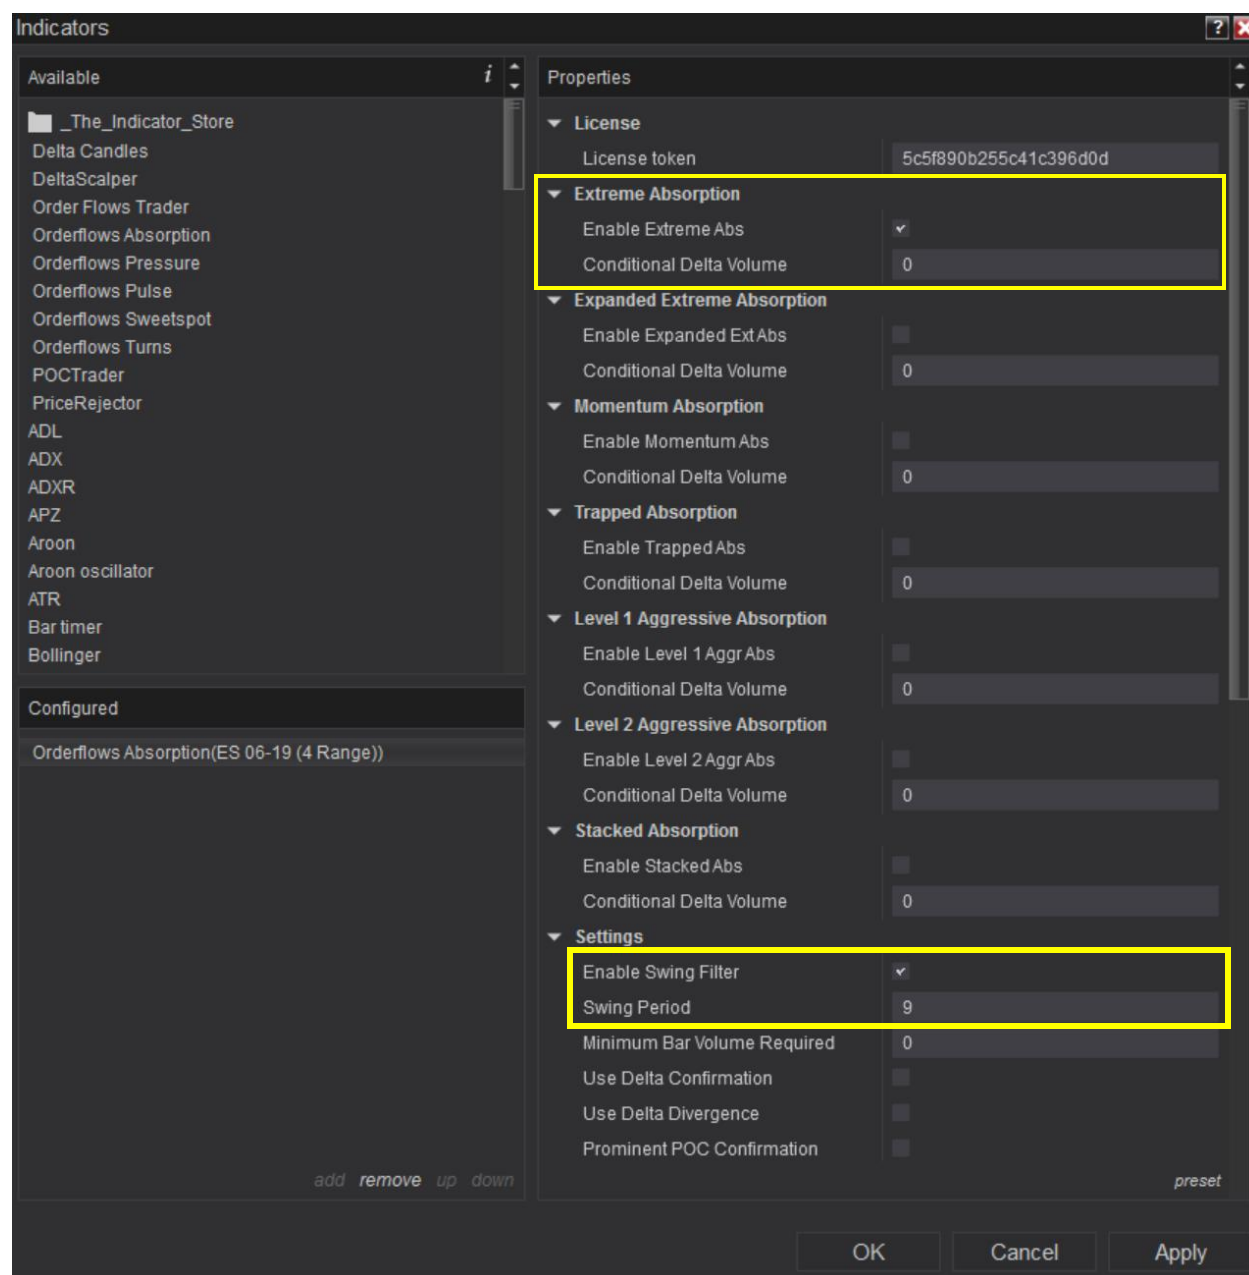 Indicators
?
Available
i
_The_Indicator_Store
Delta Candles
DeltaScalper
Order Flows Trader
Orderflows Absorption
Orderflows Pressure
Orderflows Pulse
Orderflows Sweetspot
Orderflows Turns
POCTrader
PriceRejector
ADL
ADX
ADXR
APZ
Aroon
Aroon oscillator
ATR
Bar timer
Bollinger
Configured
Orderflows Absorption(ES 06-19 (4 Range))
add remove up down
Properties
License
License token 5c5f890b255c41c396d0d
Extreme Absorption
Enable Extreme Abs
Conditional Delta Volume 0
Expanded Extreme Absorption
Enable Expanded Ext Abs
Conditional Delta Volume 0
Momentum Absorption
Enable Momentum Abs
Conditional Delta Volume 0
Trapped Absorption
Enable Trapped Abs
Conditional Delta Volume 0
Level 1 Aggressive Absorption
Enable Level 1 Aggr Abs
Conditional Delta Volume 0
Level 2 Aggressive Absorption
Enable Level 2 Aggr Abs
Conditional Delta Volume 0
Stacked Absorption
Enable Stacked Abs
Conditional Delta Volume 0
Settings
Enable Swing Filter
Swing Period 9
Minimum Bar Volume Required 0
Use Delta Confirmation
Use Delta Divergence
Prominent POC Confirmation
preset
OK Cancel Apply